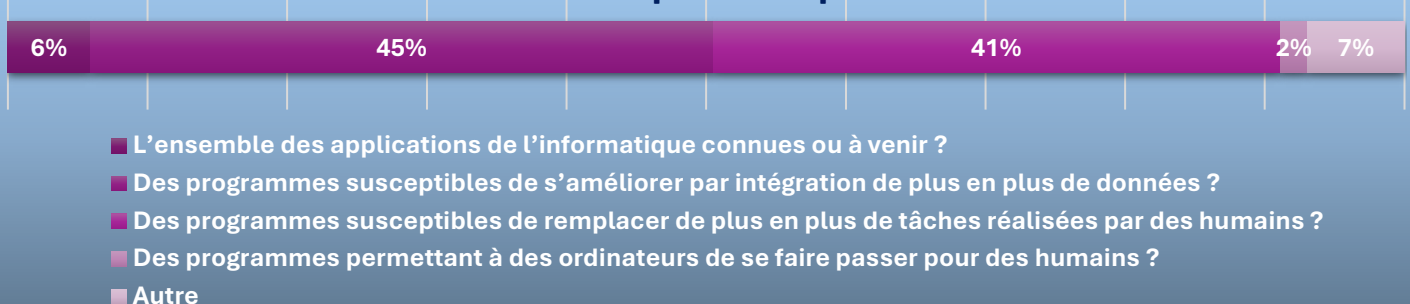 6% 45% 41% 2% 7%
L’ensemble des applications de l’informatique connues ou à venir ?
Des programmes susceptibles de s’améliorer par intégration de plus en plus de données ?
Des programmes susceptibles de remplacer de plus en plus de tâches réalisées par des humains ?
Des programmes permettant à des ordinateurs de se faire passer pour des humains ?
Autre